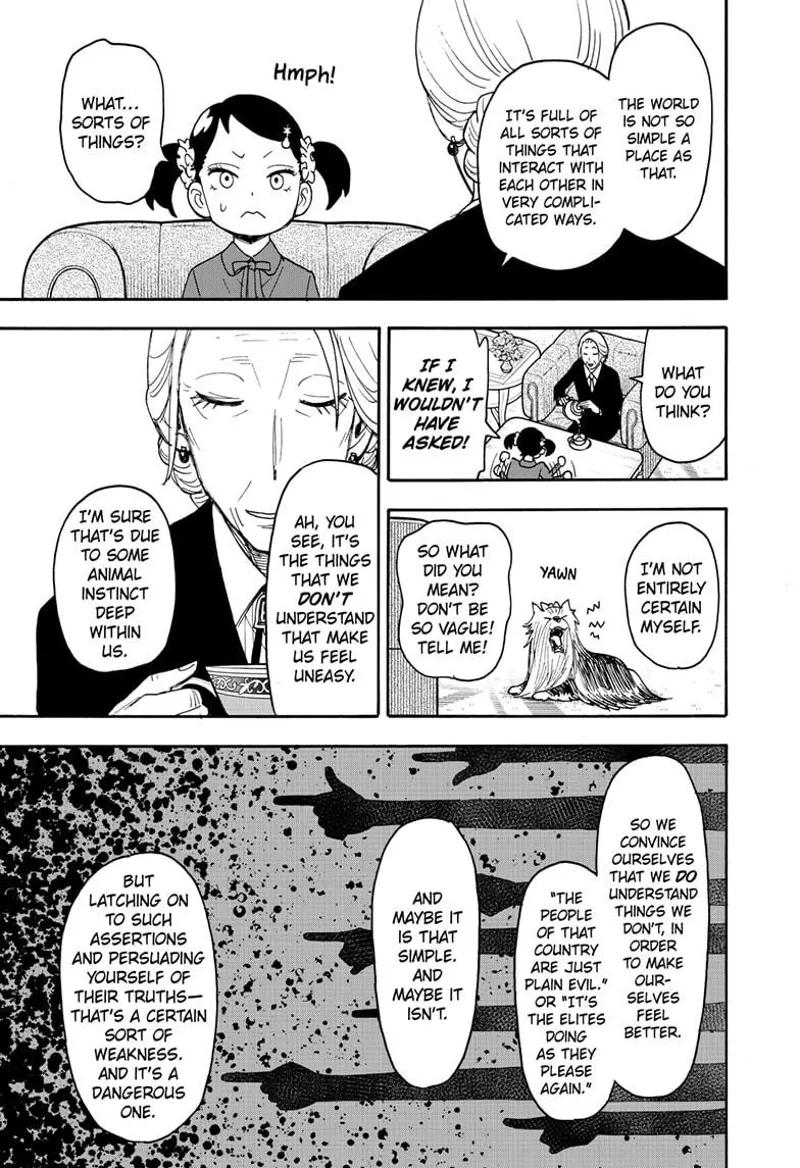 THE WORLD
IS NOT SO
SIMPLE A
PLACE AS
THAT.
IT'S FULL OF
ALL SORTS OF
THINGS THAT
INTERACT WITH
EACH OTHER IN
VERY COMPLI-
CATED WAYS.
Hmph!
WHAT...
SORTS OF
THINGS?
WHAT
DO YOU
THINK?
IF I
KNEW, I
WOULDN'T
HAVE
ASKED!
I'M NOT
ENTIRELY
CERTAIN
MYSELF.
YAWN
SO WHAT
DID YOU
MEAN?
DON'T BE
SO VAGUE!
TELL ME!
AH, YOU
SEE, IT'S
THE THINGS
THAT WE
DON'T
UNDERSTAND
THAT MAKE
US FEEL
UNEASY.
I'M SURE
THAT'S DUE
TO SOME
ANIMAL
INSTINCT
DEEP
WITHIN
US.
SO WE
CONVINCE
OURSELVES
THAT WE DO
UNDERSTAND
THINGS WE
DON'T, IN
ORDER
TO MAKE
OUR-
SELVES
FEEL
BETTER.
"THE
PEOPLE
OF THAT
COUNTRY
ARE JUST
PLAIN EVIL."
OR "IT'S
THE ELITES
DOING
AS THEY
PLEASE
AGAIN."
AND
MAYBE IT
IS THAT
SIMPLE.
AND
MAYBE IT
ISN'T.
BUT
LATCHING ON
TO SUCH
ASSERTIONS
AND PERSUADING
YOURSELF OF
THEIR TRUTHS—
THAT'S A CERTAIN
SORT OF
WEAKNESS.
AND IT'S A
DANGEROUS
ONE.